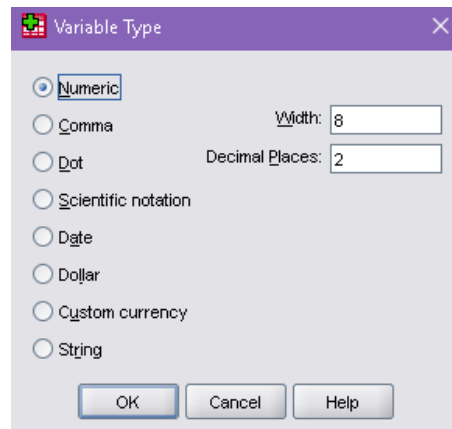 Variable Type
Numeric
Comma
Width: 8
Dot
Decimal Places: 2
Scientific notation
Date
Dollar
Custom currency
String
OK Cancel Help